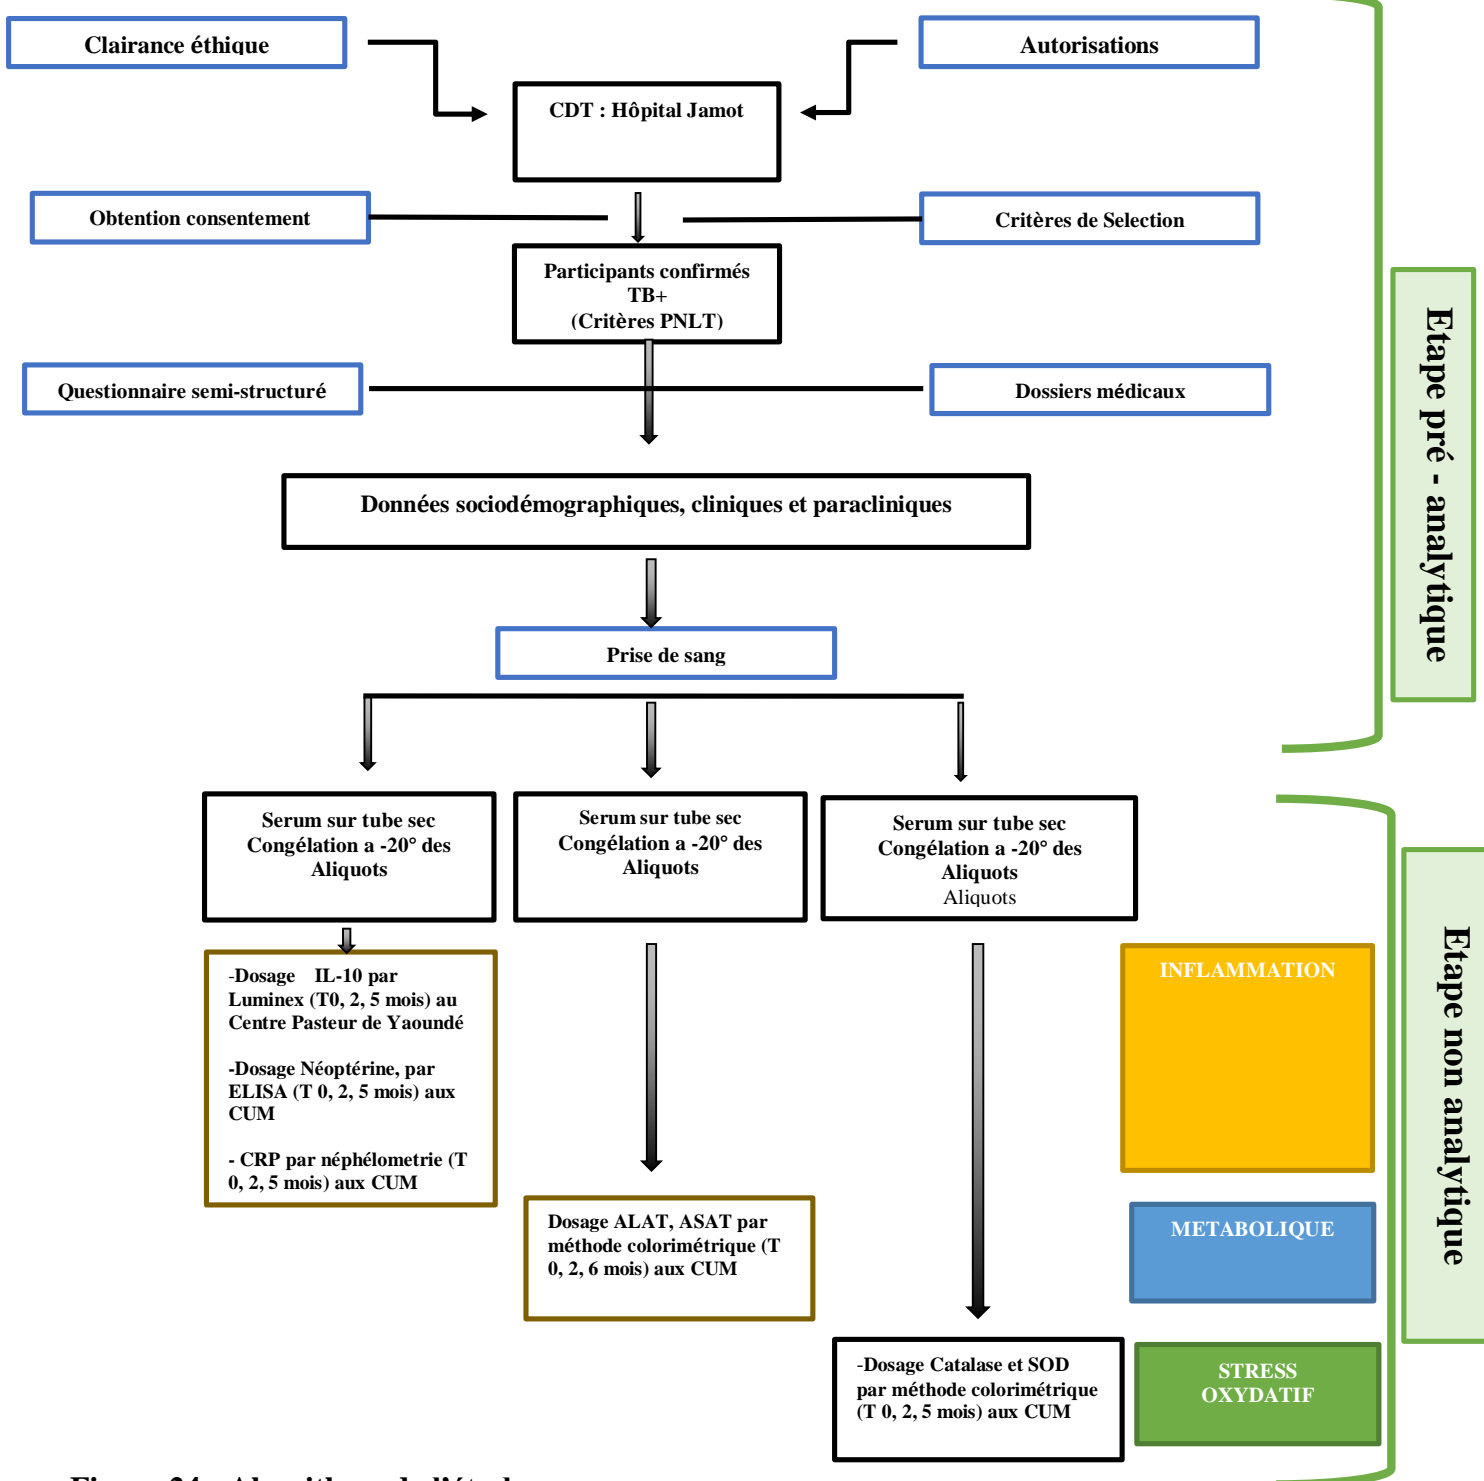 Clairance éthique
Autorisations
CDT : Hôpital Jamot
Obtention consentement
Critères de Selection
Participants confirmés
TB+
(Critères PNLT)
Questionnaire semi-structuré
Dossiers médicaux
Données sociodémographiques, cliniques et paracliniques
Prise de sang
Etape pré - analytique
Serum sur tube sec
Congélation a -20° des
Aliquots
Serum sur tube sec
Congélation a -20° des
Aliquots
Serum sur tube sec
Congélation a -20° des
Aliquots
Aliquots
-Dosage IL-10 par
Luminex (T0, 2, 5 mois) au
Centre Pasteur de Yaoundé
-Dosage Néoptérine, par
ELISA (T 0, 2, 5 mois) aux
CUM
- CRP par néphélometrie (T
0, 2, 5 mois) aux CUM
INFLAMMATION
Dosage ALAT, ASAT par
méthode colorimétrique (T
0, 2, 6 mois) aux CUM
METABOLIQUE
-Dosage Catalase et SOD
par méthode colorimétrique
(T 0, 2, 5 mois) aux CUM
STRESS
OXYDATIF
Etape non analytique